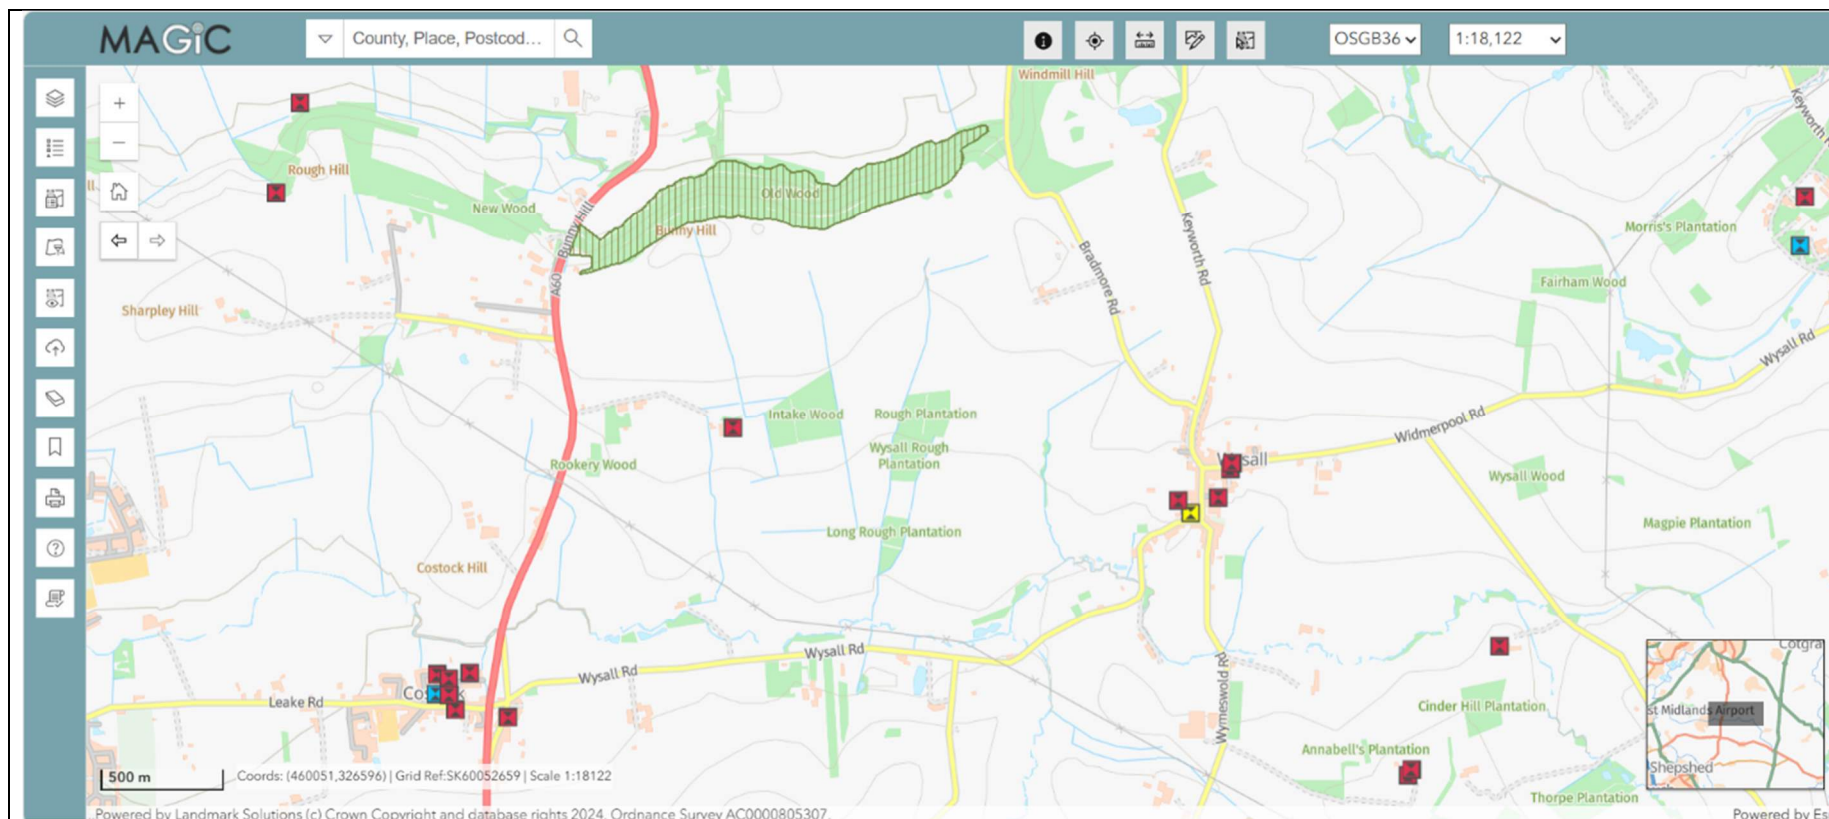 MAGiC
County, Place, Postcod...
OSGB36
1:18,122
Windmill Hill
Keyworth R
Rough Hill
New Wood
Old Wood
Bunny Hill
A60 Bunny Hill
Morris's Plantation
Keyworth Rd
Bradmore Rd
Fairham Wood
Sharpley Hill
Wysall Rd
Intake Wood
Rough Plantation
Widmerpool Rd
Wysall Rough
Plantation
Rookery Wood
Wysall Wood
Long Rough Plantation
Magpie Plantation
Costock Hill
Wysall Rd
Wysall Rd
Leake Rd
Wymeswold Rd
Cinder Hill Plantation
Annabell's Plantation
Thorpe Plantation
Cotgra
st Midlands Airport
Shepshed
500 m
Coords: (460051,326596) | Grid Ref:SK60052659 | Scale 1:18122
Powered by Landmark Solutions (c) Crown Copyright and database rights 2024. Ordnance Survey AC0000805307.
Powered by Es